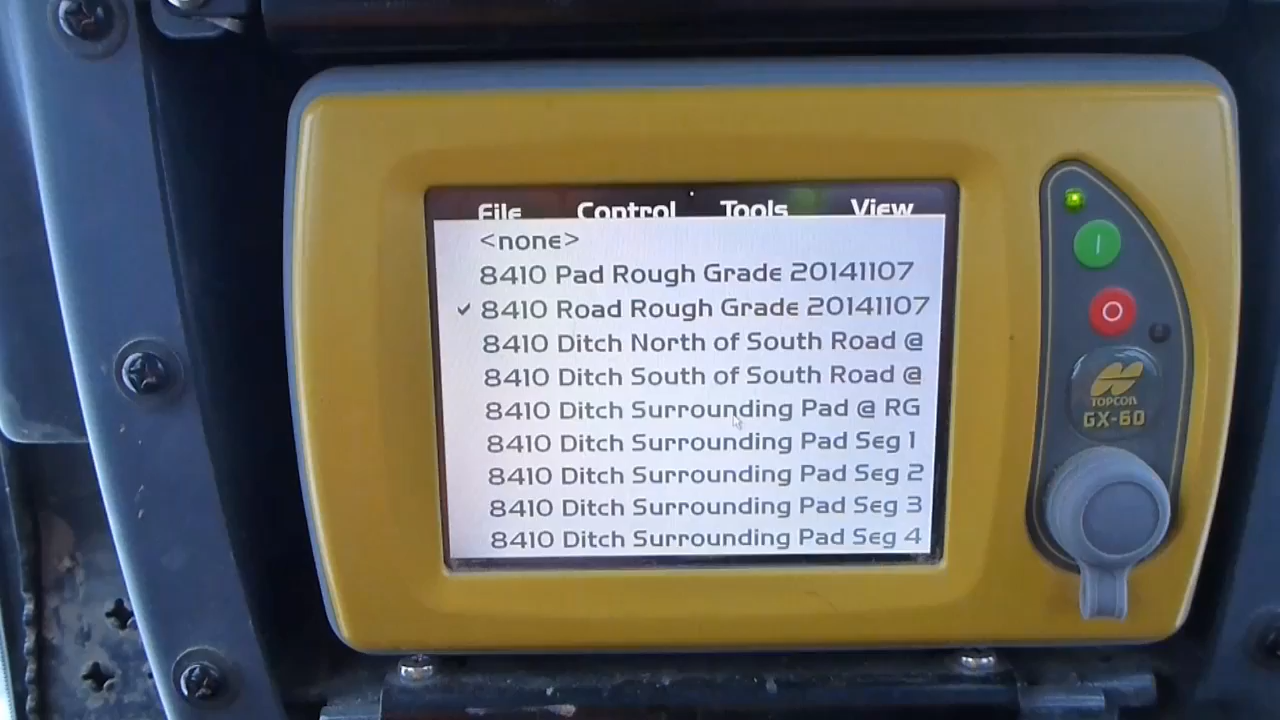 File Control Tools View
<none>
8410 Pad Rough Grade 20141107
✓ 8410 Road Rough Grade 20141107
8410 Ditch North of South Road @
8410 Ditch South of South Road @
8410 Ditch Surrounding Pad @ RG
8410 Ditch Surrounding Pad Seg 1
8410 Ditch Surrounding Pad Seg 2
8410 Ditch Surrounding Pad Seg 3
8410 Ditch Surrounding Pad Seg 4
TOPCON
GX-60